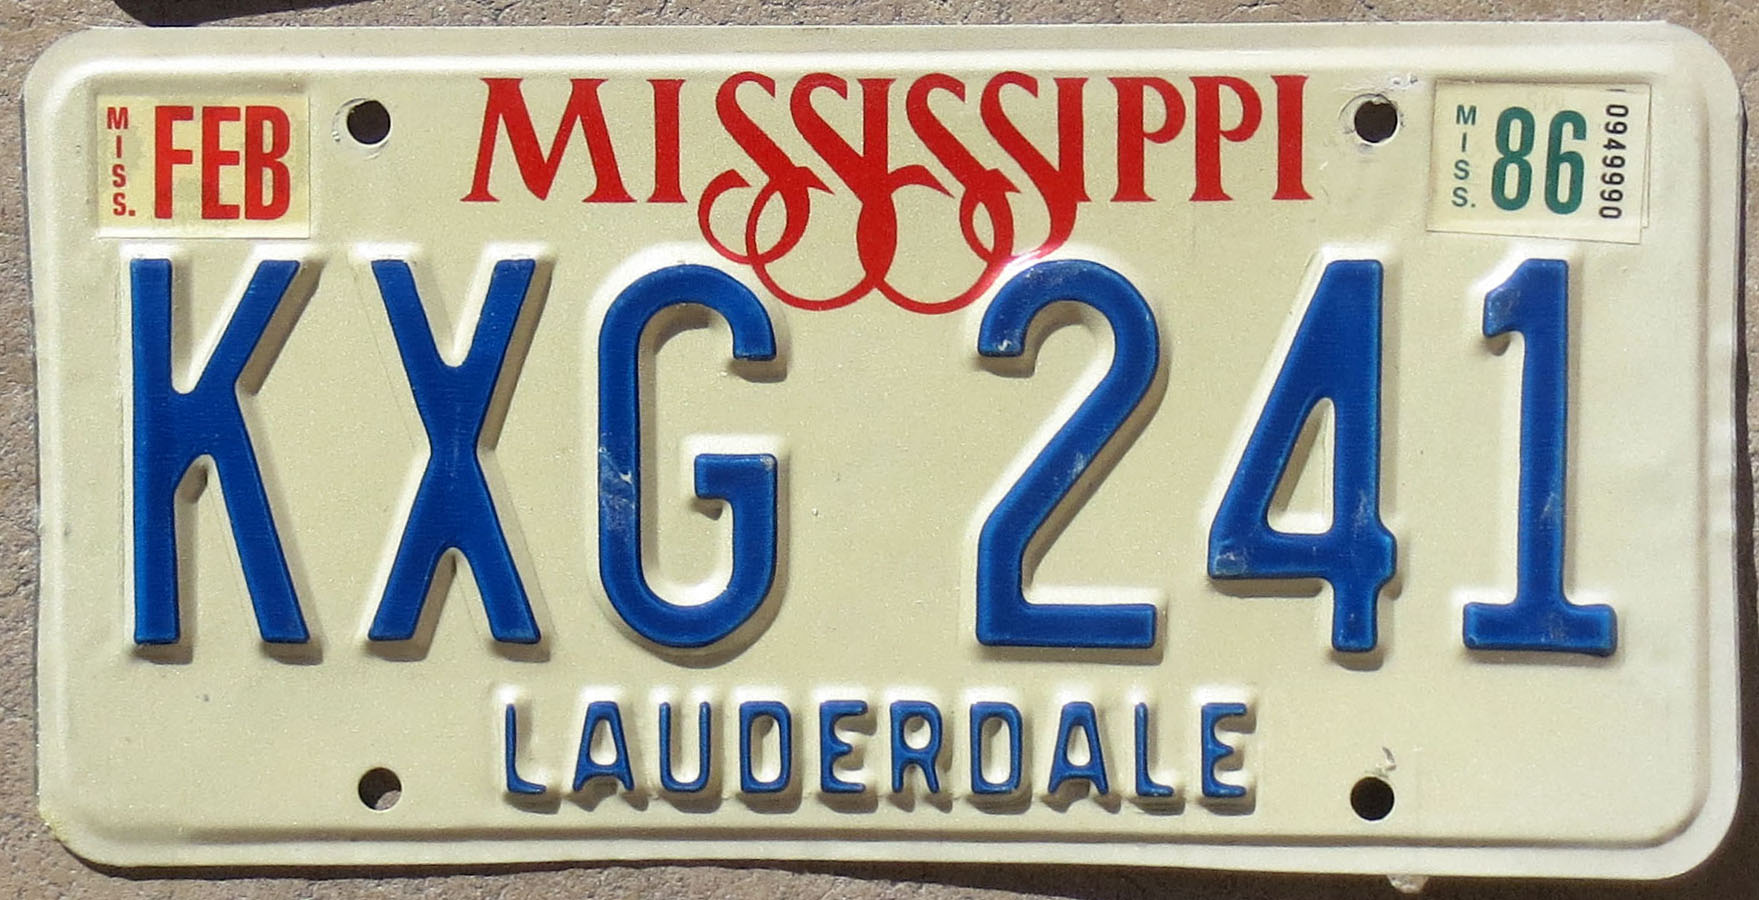 MISSISSIPPI
MISS. FEB
MISS. 86 0949990
KXG 241
LAUDERDALE